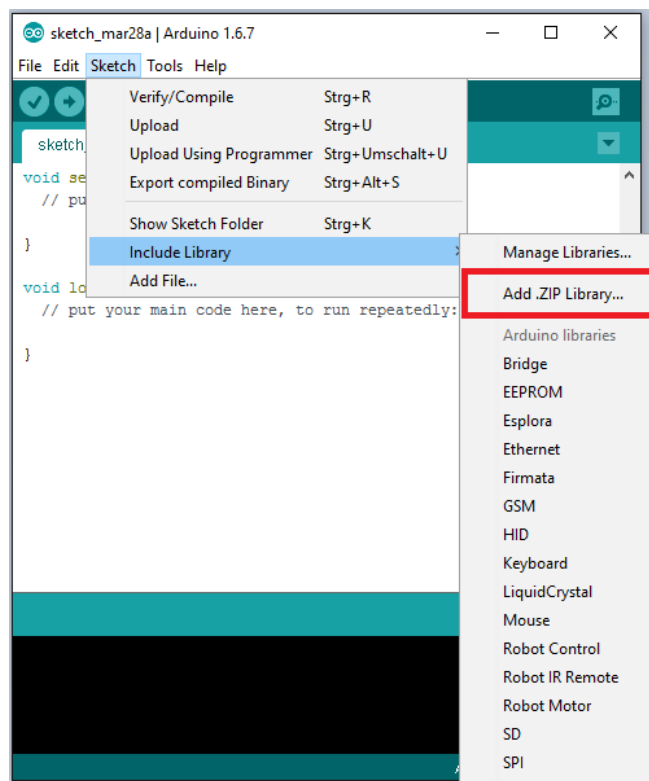 sketch_mar28a | Arduino 1.6.7
File Edit Sketch Tools Help
Verify/Compile Strg+R
Upload Strg+U
Upload Using Programmer Strg+Umschalt+U
Export compiled Binary Strg+Alt+S
Show Sketch Folder Strg+K
Include Library
Add File...
sketch_
void se
// pu
}
void lo
// put your main code here, to run repeatedly:
}
Manage Libraries...
Add .ZIP Library...
Arduino libraries
Bridge
EEPROM
Esplora
Ethernet
Firmata
GSM
HID
Keyboard
LiquidCrystal
Mouse
Robot Control
Robot IR Remote
Robot Motor
SD
SPI